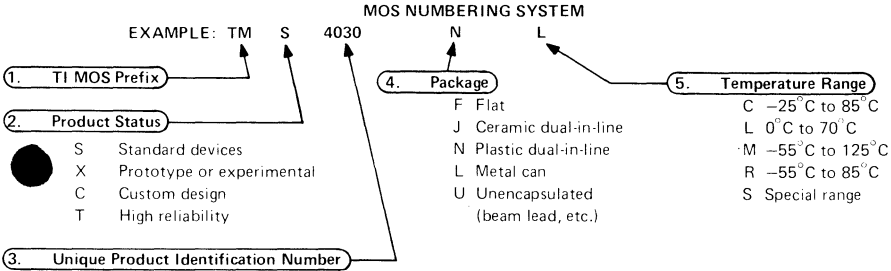 MOS NUMBERING SYSTEM
EXAMPLE: TM S 4030 N L
1. TI MOS Prefix
2. Product Status
S Standard devices
X Prototype or experimental
C Custom design
T High reliability
3. Unique Product Identification Number
4. Package
F Flat
J Ceramic dual-in-line
N Plastic dual-in-line
L Metal can
U Unencapsulated
(beam lead, etc.)
5. Temperature Range
C −25°C to 85°C
L 0°C to 70°C
M −55°C to 125°C
R −55°C to 85°C
S Special range